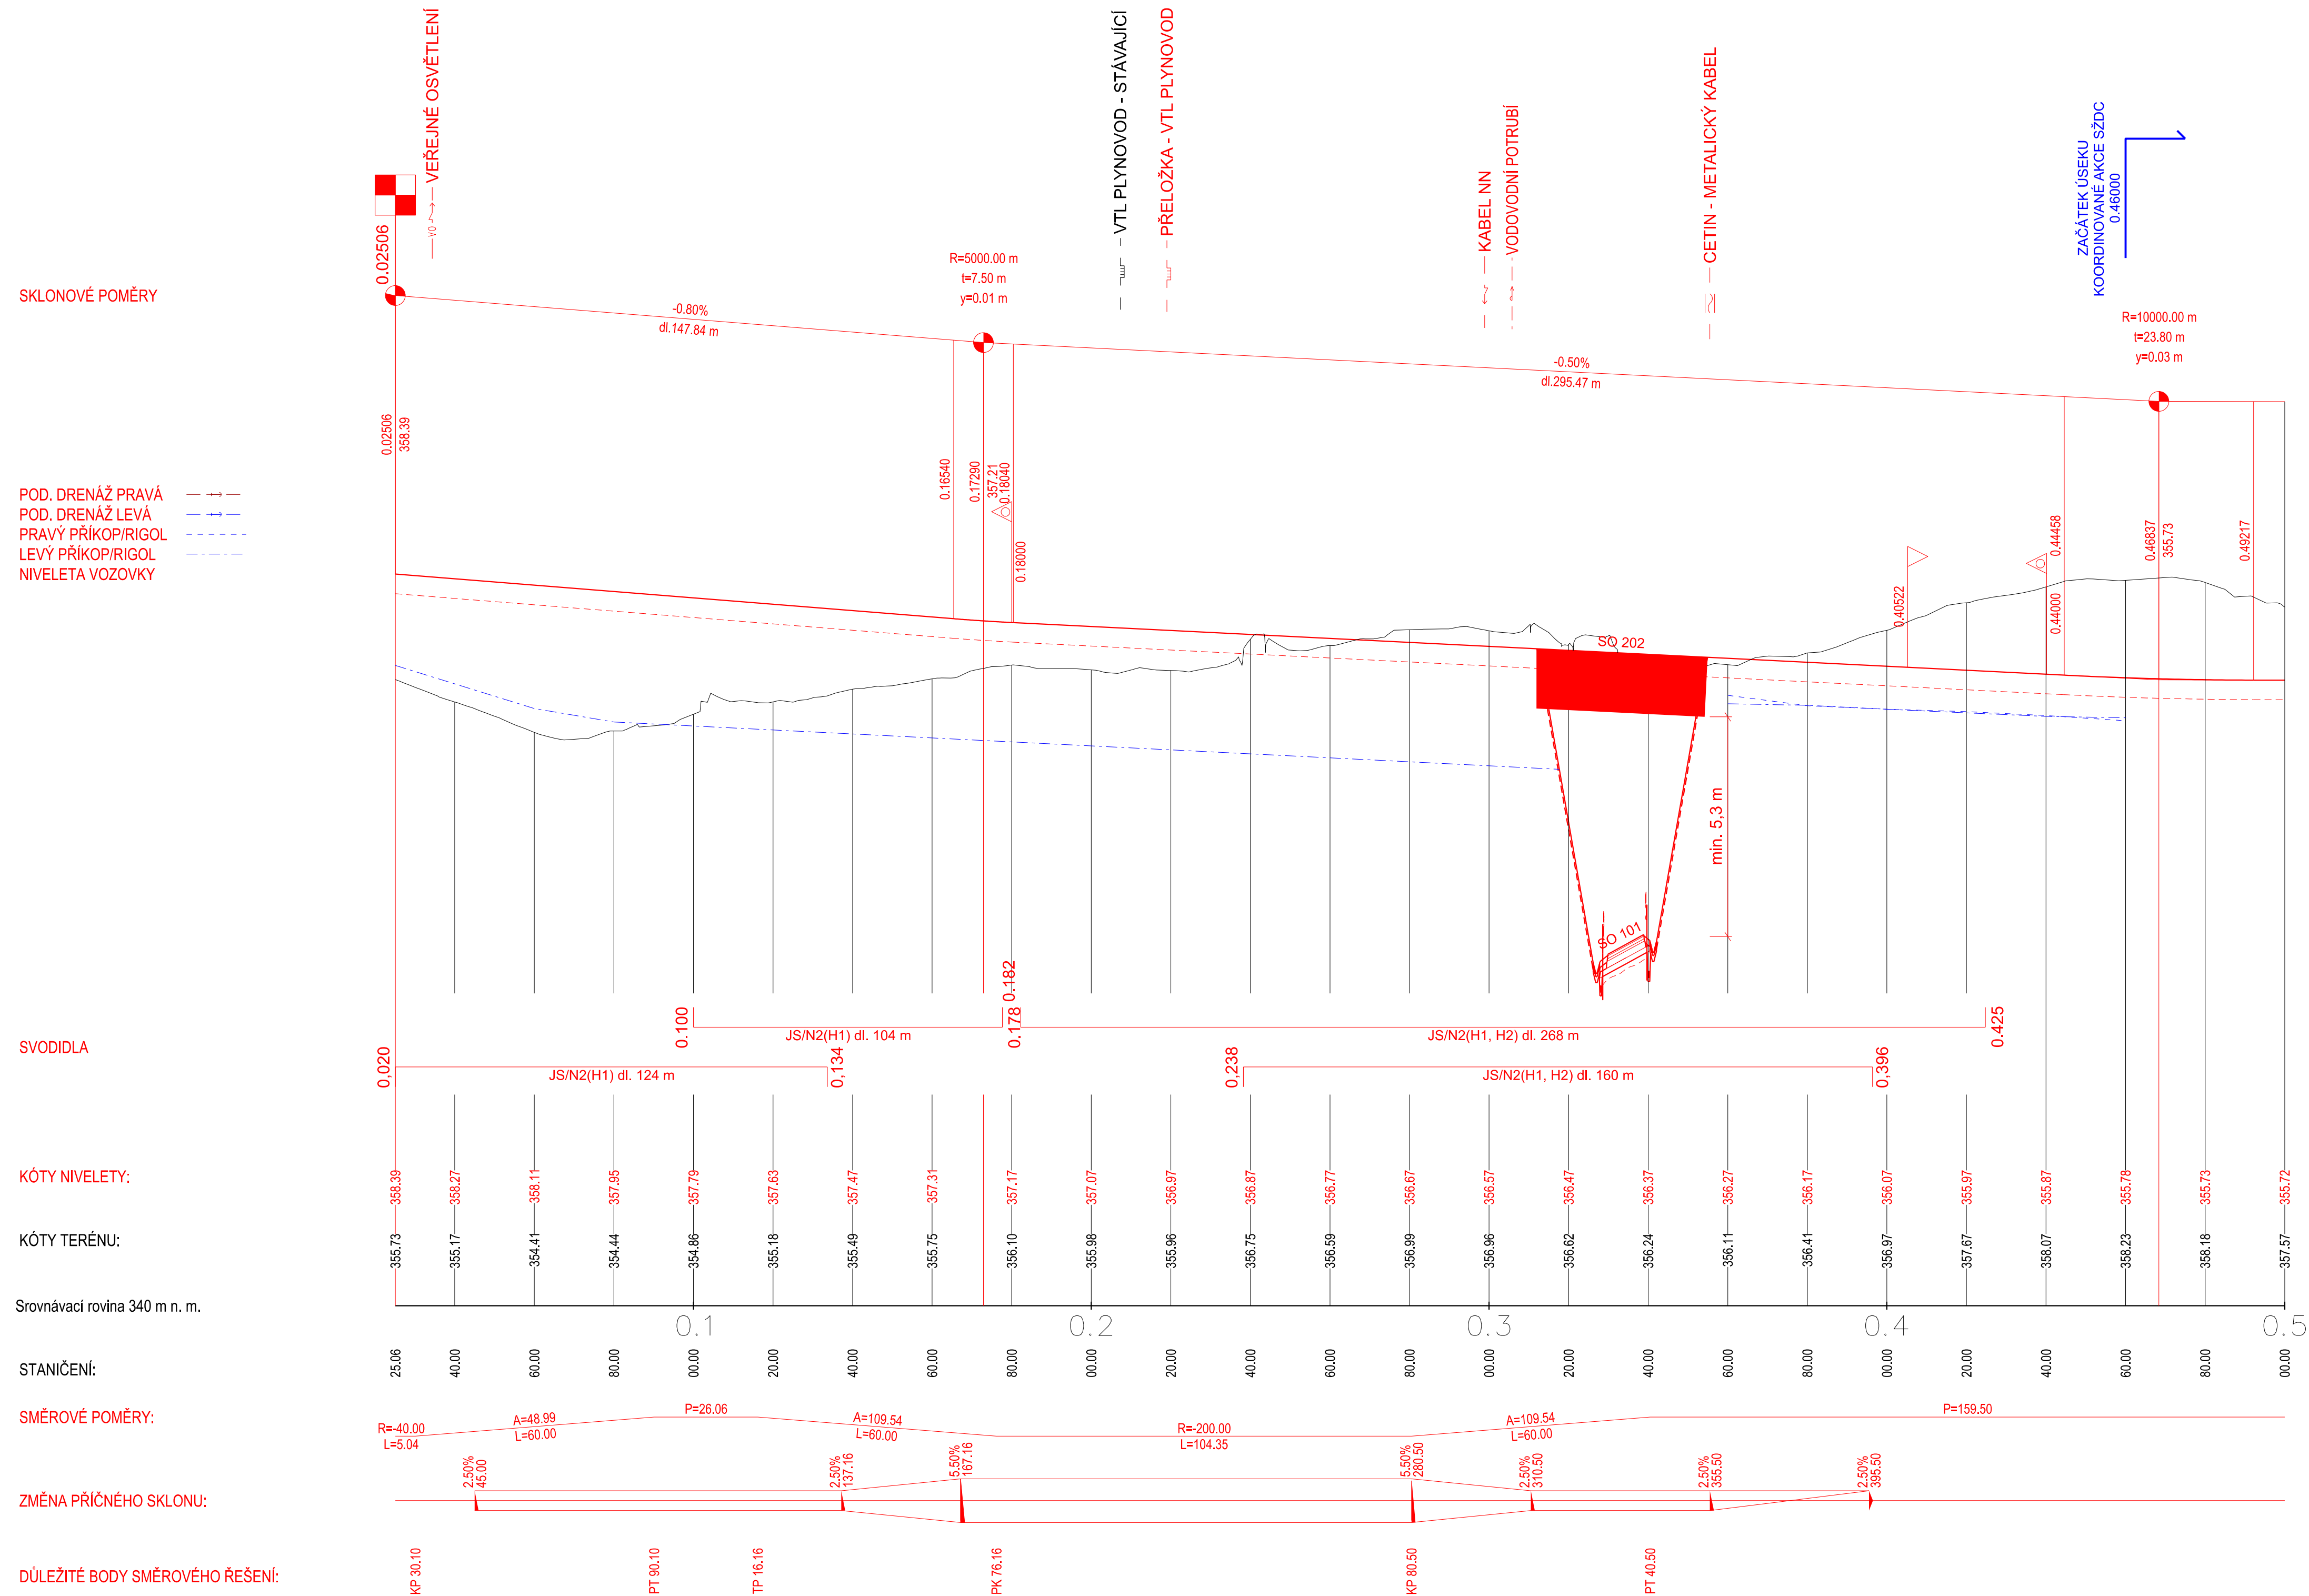 VEŘEJNÉ OSVĚTLENÍ
VO
VTL PLYNOVOD - STÁVAJÍCÍ
PŘELOŽKA - VTL PLYNOVOD
KABEL NN
VODOVODNÍ POTRUBÍ
CETIN - METALICKÝ KABEL
ZAČÁTEK ÚSEKU
KOORDINOVANÉ AKCE SŽDC
0.46000
SKLONOVÉ POMĚRY
0.02506
-0.80%
dl.147.84 m
R=5000.00 m
t=7.50 m
y=0.01 m
-0.50%
dl.295.47 m
R=10000.00 m
t=23.80 m
y=0.03 m
0.02506
358.39
0.16540
0.17290
357.21
0.18040
0.18000
0.40522
0.44000
0.44458
0.46837
355.73
0.49217
POD. DRENÁŽ PRAVÁ
POD. DRENÁŽ LEVÁ
PRAVÝ PŘÍKOP/RIGOL
LEVÝ PŘÍKOP/RIGOL
NIVELETA VOZOVKY
SO 202
min. 5,3 m
SO 101
SVODIDLA
0.100
JS/N2(H1) dl. 104 m
0.178
0.182
JS/N2(H1, H2) dl. 268 m
0.425
0,020
JS/N2(H1) dl. 124 m
0,134
0,238
JS/N2(H1, H2) dl. 160 m
0,396
KÓTY NIVELETY:
358.39 358.27 358.11 357.95 357.79 357.63 357.47 357.31 357.17 357.07 356.97 356.87 356.77 356.67 356.57 356.47 356.37 356.27 356.17 356.07 355.97 355.87 355.78 355.73 355.72
KÓTY TERÉNU:
355.73 355.17 354.41 354.44 354.86 355.18 355.49 355.75 356.10 355.98 355.96 356.75 356.59 356.99 356.96 356.62 356.24 356.11 356.41 356.97 357.67 358.07 358.23 358.18 357.57
Srovnávací rovina 340 m n. m.
0.1 0.2 0.3 0.4 0.5
STANIČENÍ:
25.06 40.00 60.00 80.00 00.00 20.00 40.00 60.00 80.00 00.00 20.00 40.00 60.00 80.00 00.00 20.00 40.00 60.00 80.00 00.00 20.00 40.00 60.00 80.00 00.00
SMĚROVÉ POMĚRY:
R=-40.00
L=5.04
A=48.99
L=60.00
P=26.06
A=109.54
L=60.00
R=-200.00
L=104.35
A=109.54
L=60.00
P=159.50
ZMĚNA PŘÍČNÉHO SKLONU:
2.50%
45.00
2.50%
137.16
5.50%
167.16
5.50%
280.50
2.50%
310.50
2.50%
355.50
2.50%
395.50
DŮLEŽITÉ BODY SMĚROVÉHO ŘEŠENÍ:
KP 30.10
PT 90.10
TP 16.16
PK 76.16
KP 80.50
PT 40.50